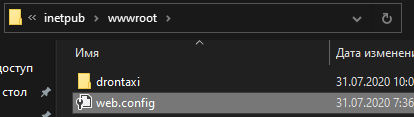 « inetpub > wwwroot >
Имя
Дата изменени
доступ
drontaxi
31.07.2020 10:0
стол
web.config
31.07.2020 7:36